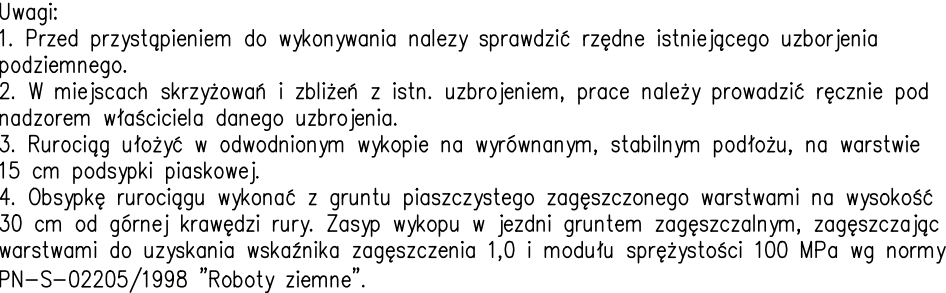 Uwagi:
1. Przed przystąpieniem do wykonywania nalezy sprawdzić rzędne istniejącego uzborjenia
podziemnego.
2. W miejscach skrzyżowań i zbliżeń z istn. uzbrojeniem, prace należy prowadzić ręcznie pod
nadzorem właściciela danego uzbrojenia.
3. Rurociąg ułożyć w odwodnionym wykopie na wyrównanym, stabilnym podłożu, na warstwie
15 cm podsypki piaskowej.
4. Obsypkę rurociągu wykonać z gruntu piaszczystego zagęszczonego warstwami na wysokość
30 cm od górnej krawędzi rury. Zasyp wykopu w jezdni gruntem zagęszczalnym, zagęszczając
warstwami do uzyskania wskaźnika zagęszczenia 1,0 i modułu sprężystości 100 MPa wg normy
PN-S-02205/1998 "Roboty ziemne".